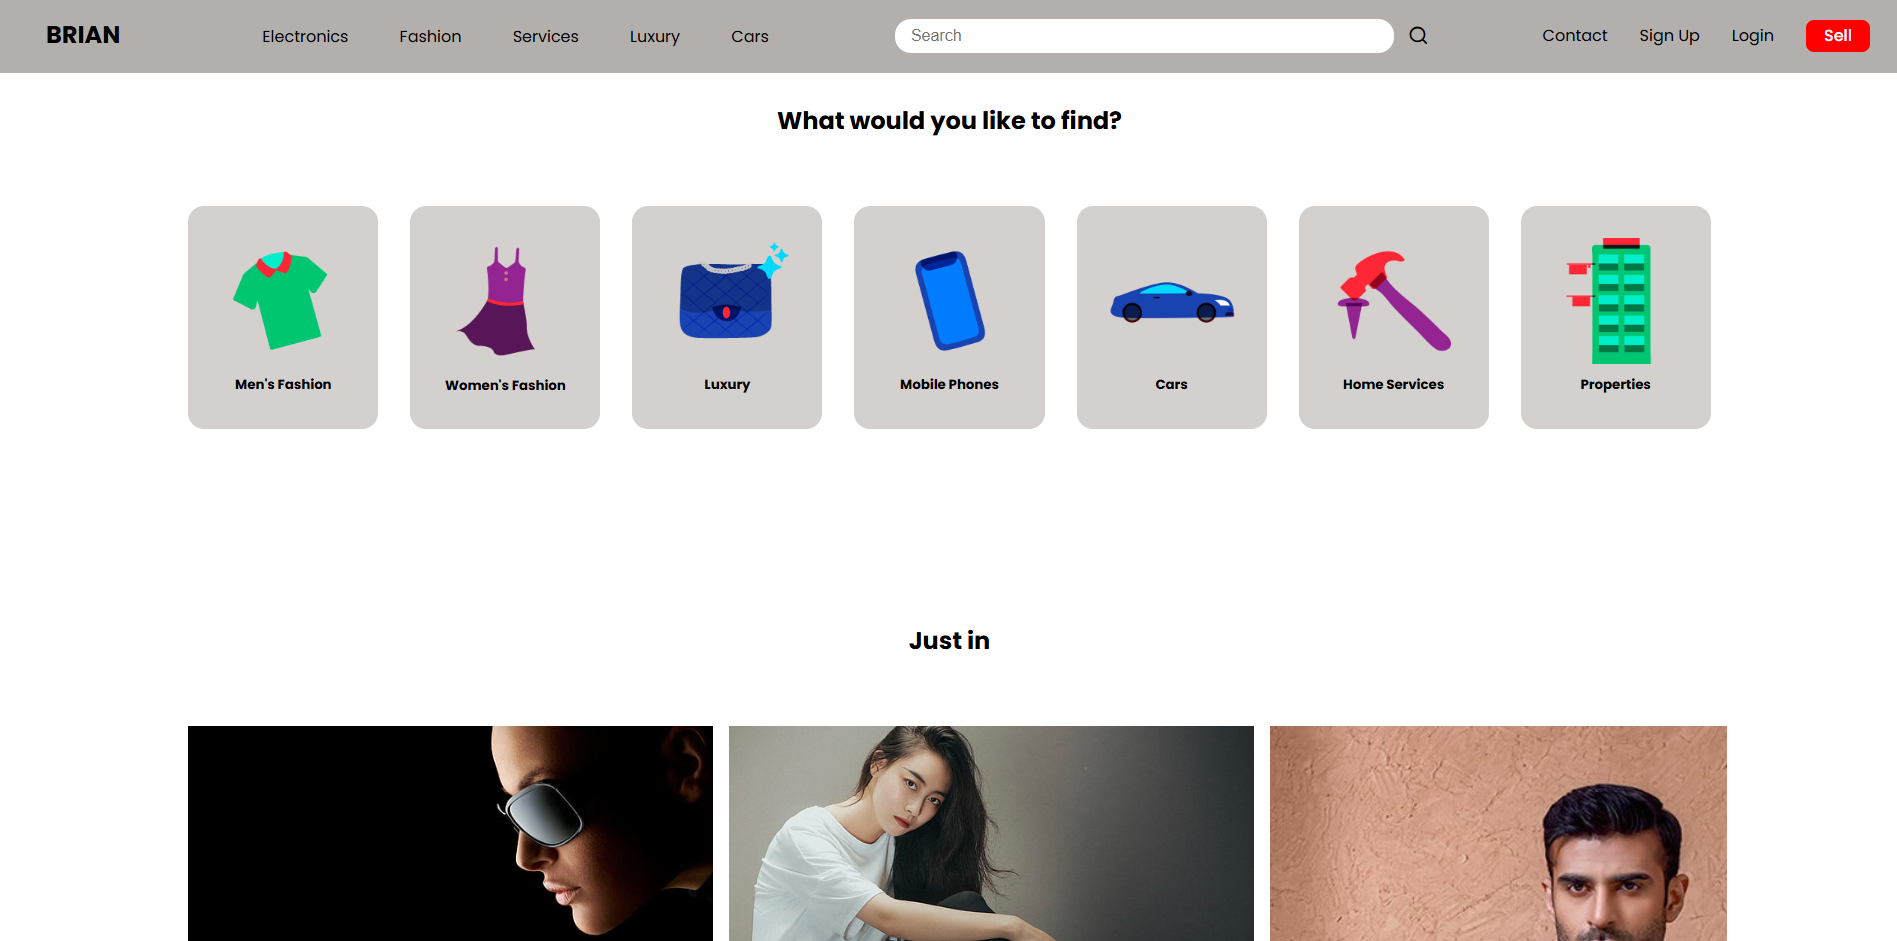 BRIAN Electronics Fashion Services Luxury Cars Search Contact Sign Up Login Sell
What would you like to find?
Men's Fashion Women's Fashion Luxury Mobile Phones Cars Home Services Properties
Just in